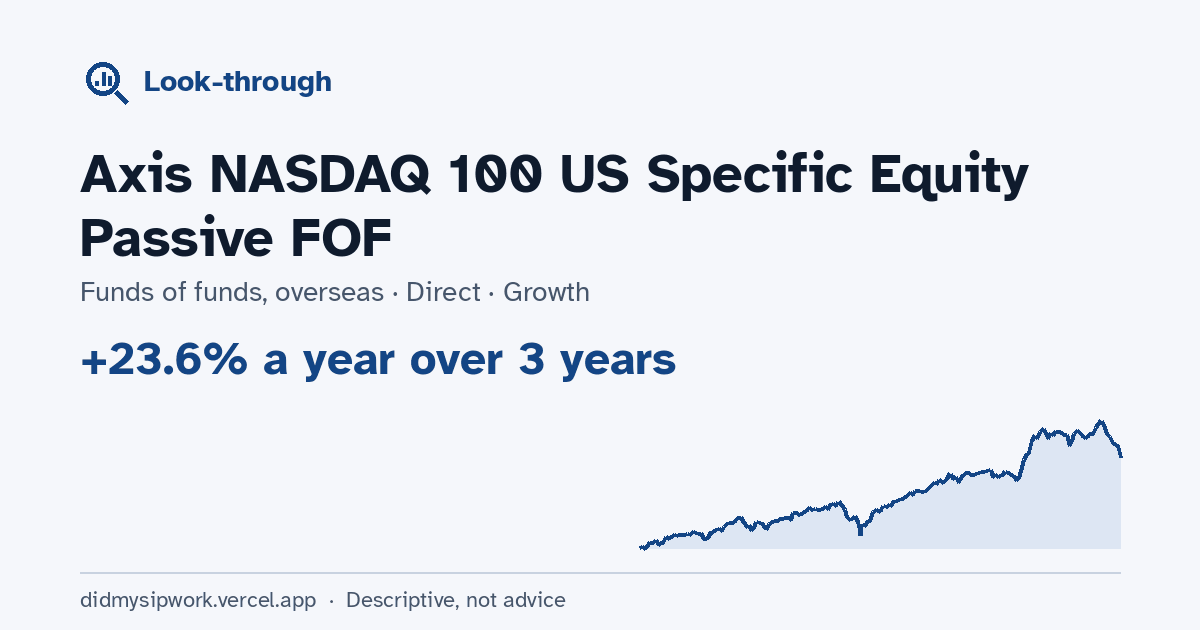 Look-through
Axis NASDAQ 100 US Specific Equity
Passive FOF
Funds of funds, overseas · Direct · Growth
+23.6% a year over 3 years
didmysipwork.vercel.app · Descriptive, not advice